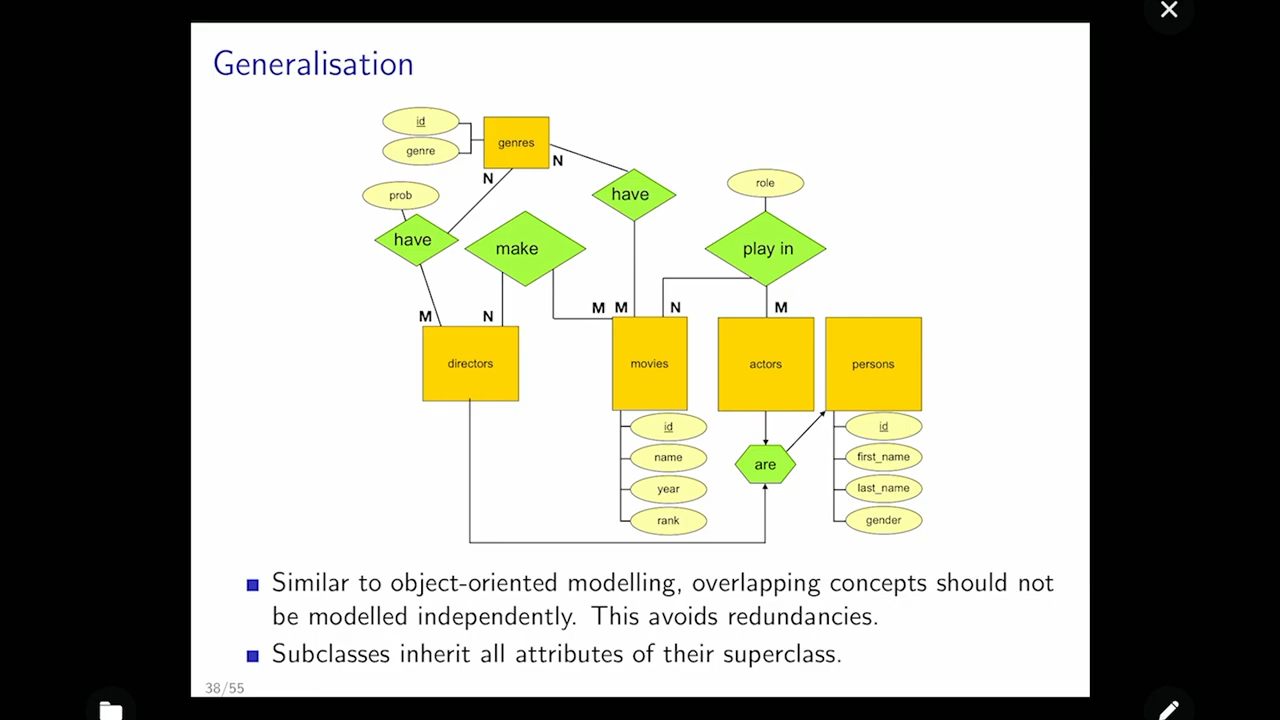 Generalisation
id
genres
genre
N
N
prob
have
role
have
make
play in
M
N
M
M
N
M
directors
movies
actors
persons
id
id
name
first_name
are
year
last_name
rank
gender
Similar to object-oriented modelling, overlapping concepts should not
be modelled independently. This avoids redundancies.
Subclasses inherit all attributes of their superclass.
38/55